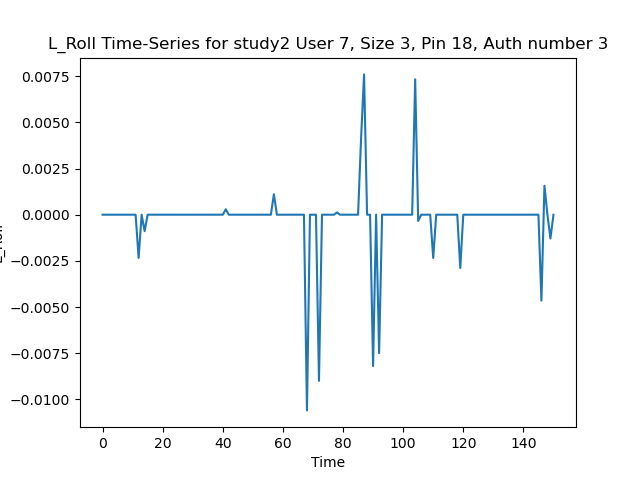 L_Roll Time-Series for study2 User 7, Size 3, Pin 18, Auth number 3
0.0075
0.0050
0.0025
0.0000
−0.0025
−0.0050
−0.0075
−0.0100
L_Roll
0 20 40 60 80 100 120 140
Time